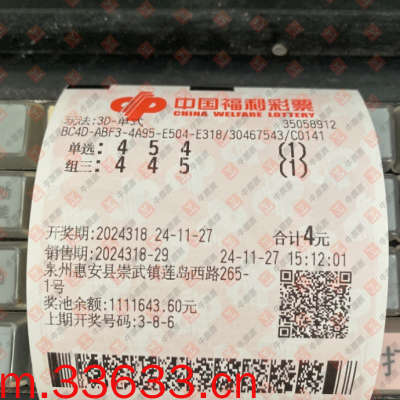 中国福利彩票
CHINA WELFARE LOTTERY
玩法:3D-单式 35058912
BC4D-ABF3-4A95-E504-E318/30467543/C0141
单选: 4 5 4 {1}
组三: 4 4 5 {1}
开奖期:2024318 24-11-27 合计4元
销售期:2024318-29 24-11-27 15:12:01
泉州惠安县崇武镇莲岛西路265-
1号
奖池余额:1111643.60元
上期开奖号码:3-8-6
m.33633.cn